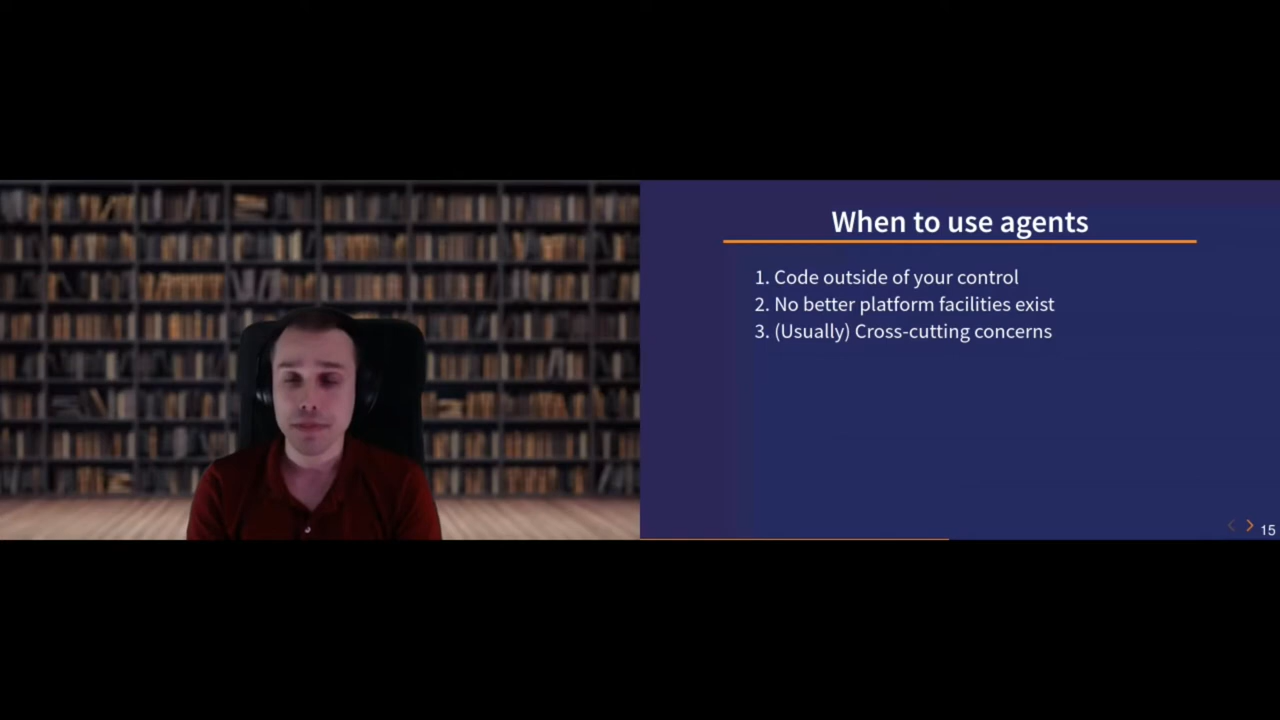 When to use agents
1. Code outside of your control
2. No better platform facilities exist
3. (Usually) Cross-cutting concerns
15